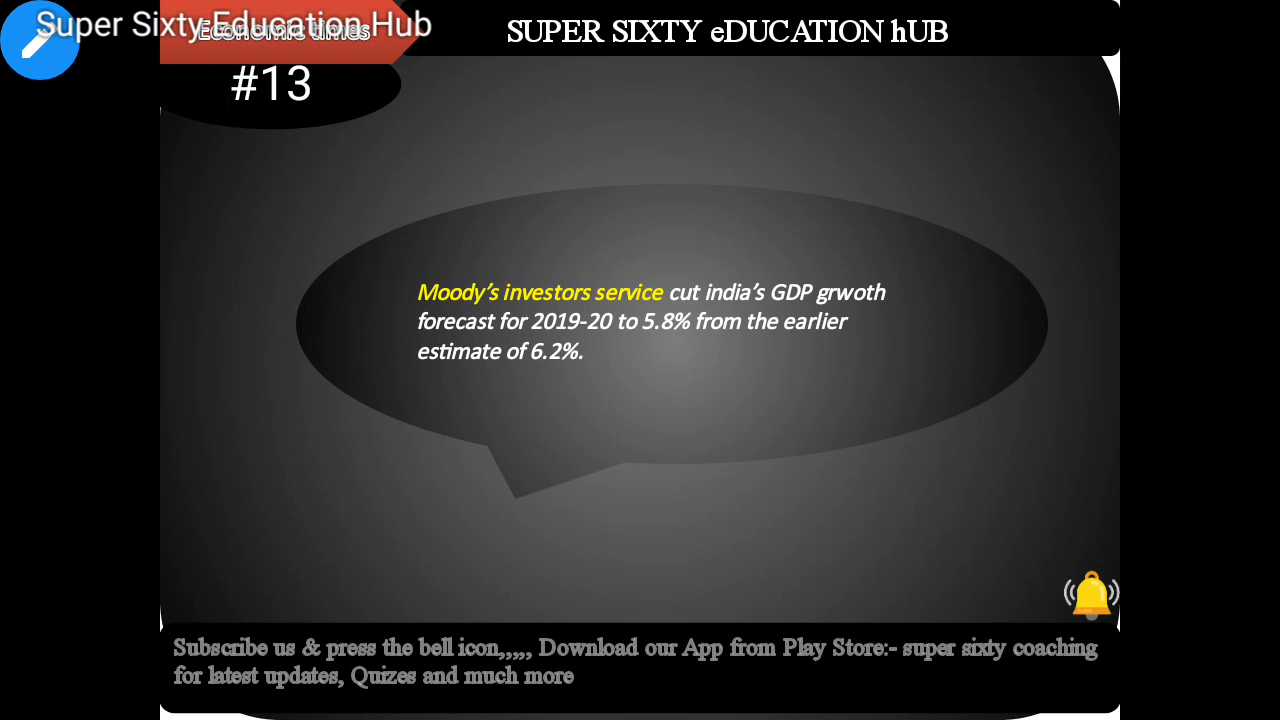 Super Sixty Education Hub
Economic times
SUPER SIXTY eDUCATION hUB
#13
Moody’s investors service cut india’s GDP grwoth
forecast for 2019-20 to 5.8% from the earlier
estimate of 6.2%.
Subscribe us & press the bell icon,,,,, Download our App from Play Store:- super sixty coaching
for latest updates, Quizes and much more